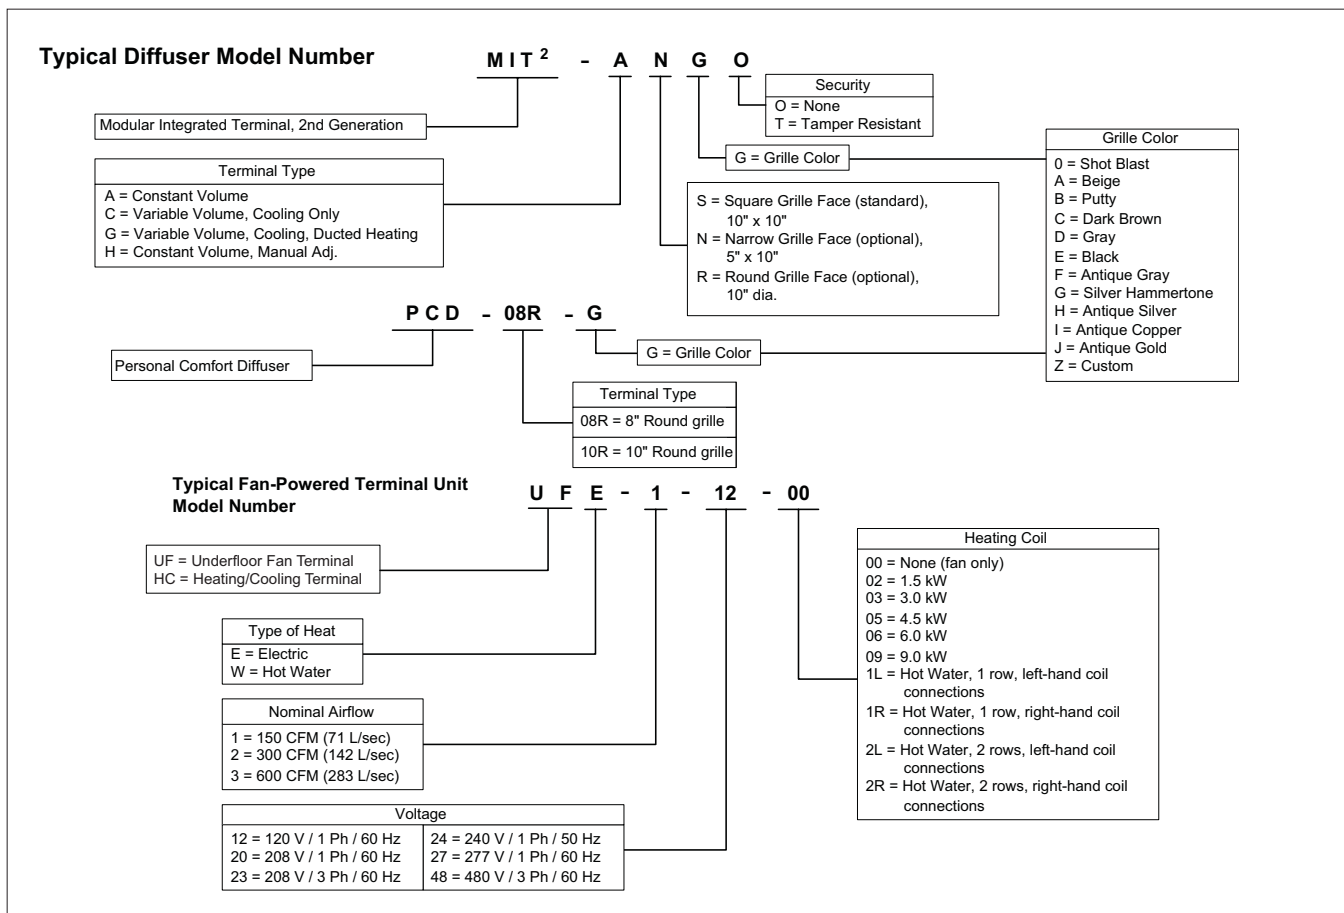 Typical Diffuser Model Number
MIT² - A N G O
Security
O = None
T = Tamper Resistant
Modular Integrated Terminal, 2nd Generation
Grille Color
0 = Shot Blast
A = Beige
B = Putty
C = Dark Brown
D = Gray
E = Black
F = Antique Gray
G = Silver Hammertone
H = Antique Silver
I = Antique Copper
J = Antique Gold
Z = Custom
G = Grille Color
Terminal Type
A = Constant Volume
C = Variable Volume, Cooling Only
G = Variable Volume, Cooling, Ducted Heating
H = Constant Volume, Manual Adj.
S = Square Grille Face (standard),
10" x 10"
N = Narrow Grille Face (optional),
5" x 10"
R = Round Grille Face (optional),
10" dia.
PCD - 08R - G
G = Grille Color
Personal Comfort Diffuser
Terminal Type
08R = 8" Round grille
10R = 10" Round grille
Typical Fan-Powered Terminal Unit
Model Number
U F E - 1 - 12 - 00
Heating Coil
00 = None (fan only)
02 = 1.5 kW
03 = 3.0 kW
05 = 4.5 kW
06 = 6.0 kW
09 = 9.0 kW
1L = Hot Water, 1 row, left-hand coil
connections
1R = Hot Water, 1 row, right-hand coil
connections
2L = Hot Water, 2 rows, left-hand coil
connections
2R = Hot Water, 2 rows, right-hand coil
connections
UF = Underfloor Fan Terminal
HC = Heating/Cooling Terminal
Type of Heat
E = Electric
W = Hot Water
Nominal Airflow
1 = 150 CFM (71 L/sec)
2 = 300 CFM (142 L/sec)
3 = 600 CFM (283 L/sec)
Voltage
12 = 120 V / 1 Ph / 60 Hz
20 = 208 V / 1 Ph / 60 Hz
23 = 208 V / 3 Ph / 60 Hz
24 = 240 V / 1 Ph / 50 Hz
27 = 277 V / 1 Ph / 60 Hz
48 = 480 V / 3 Ph / 60 Hz